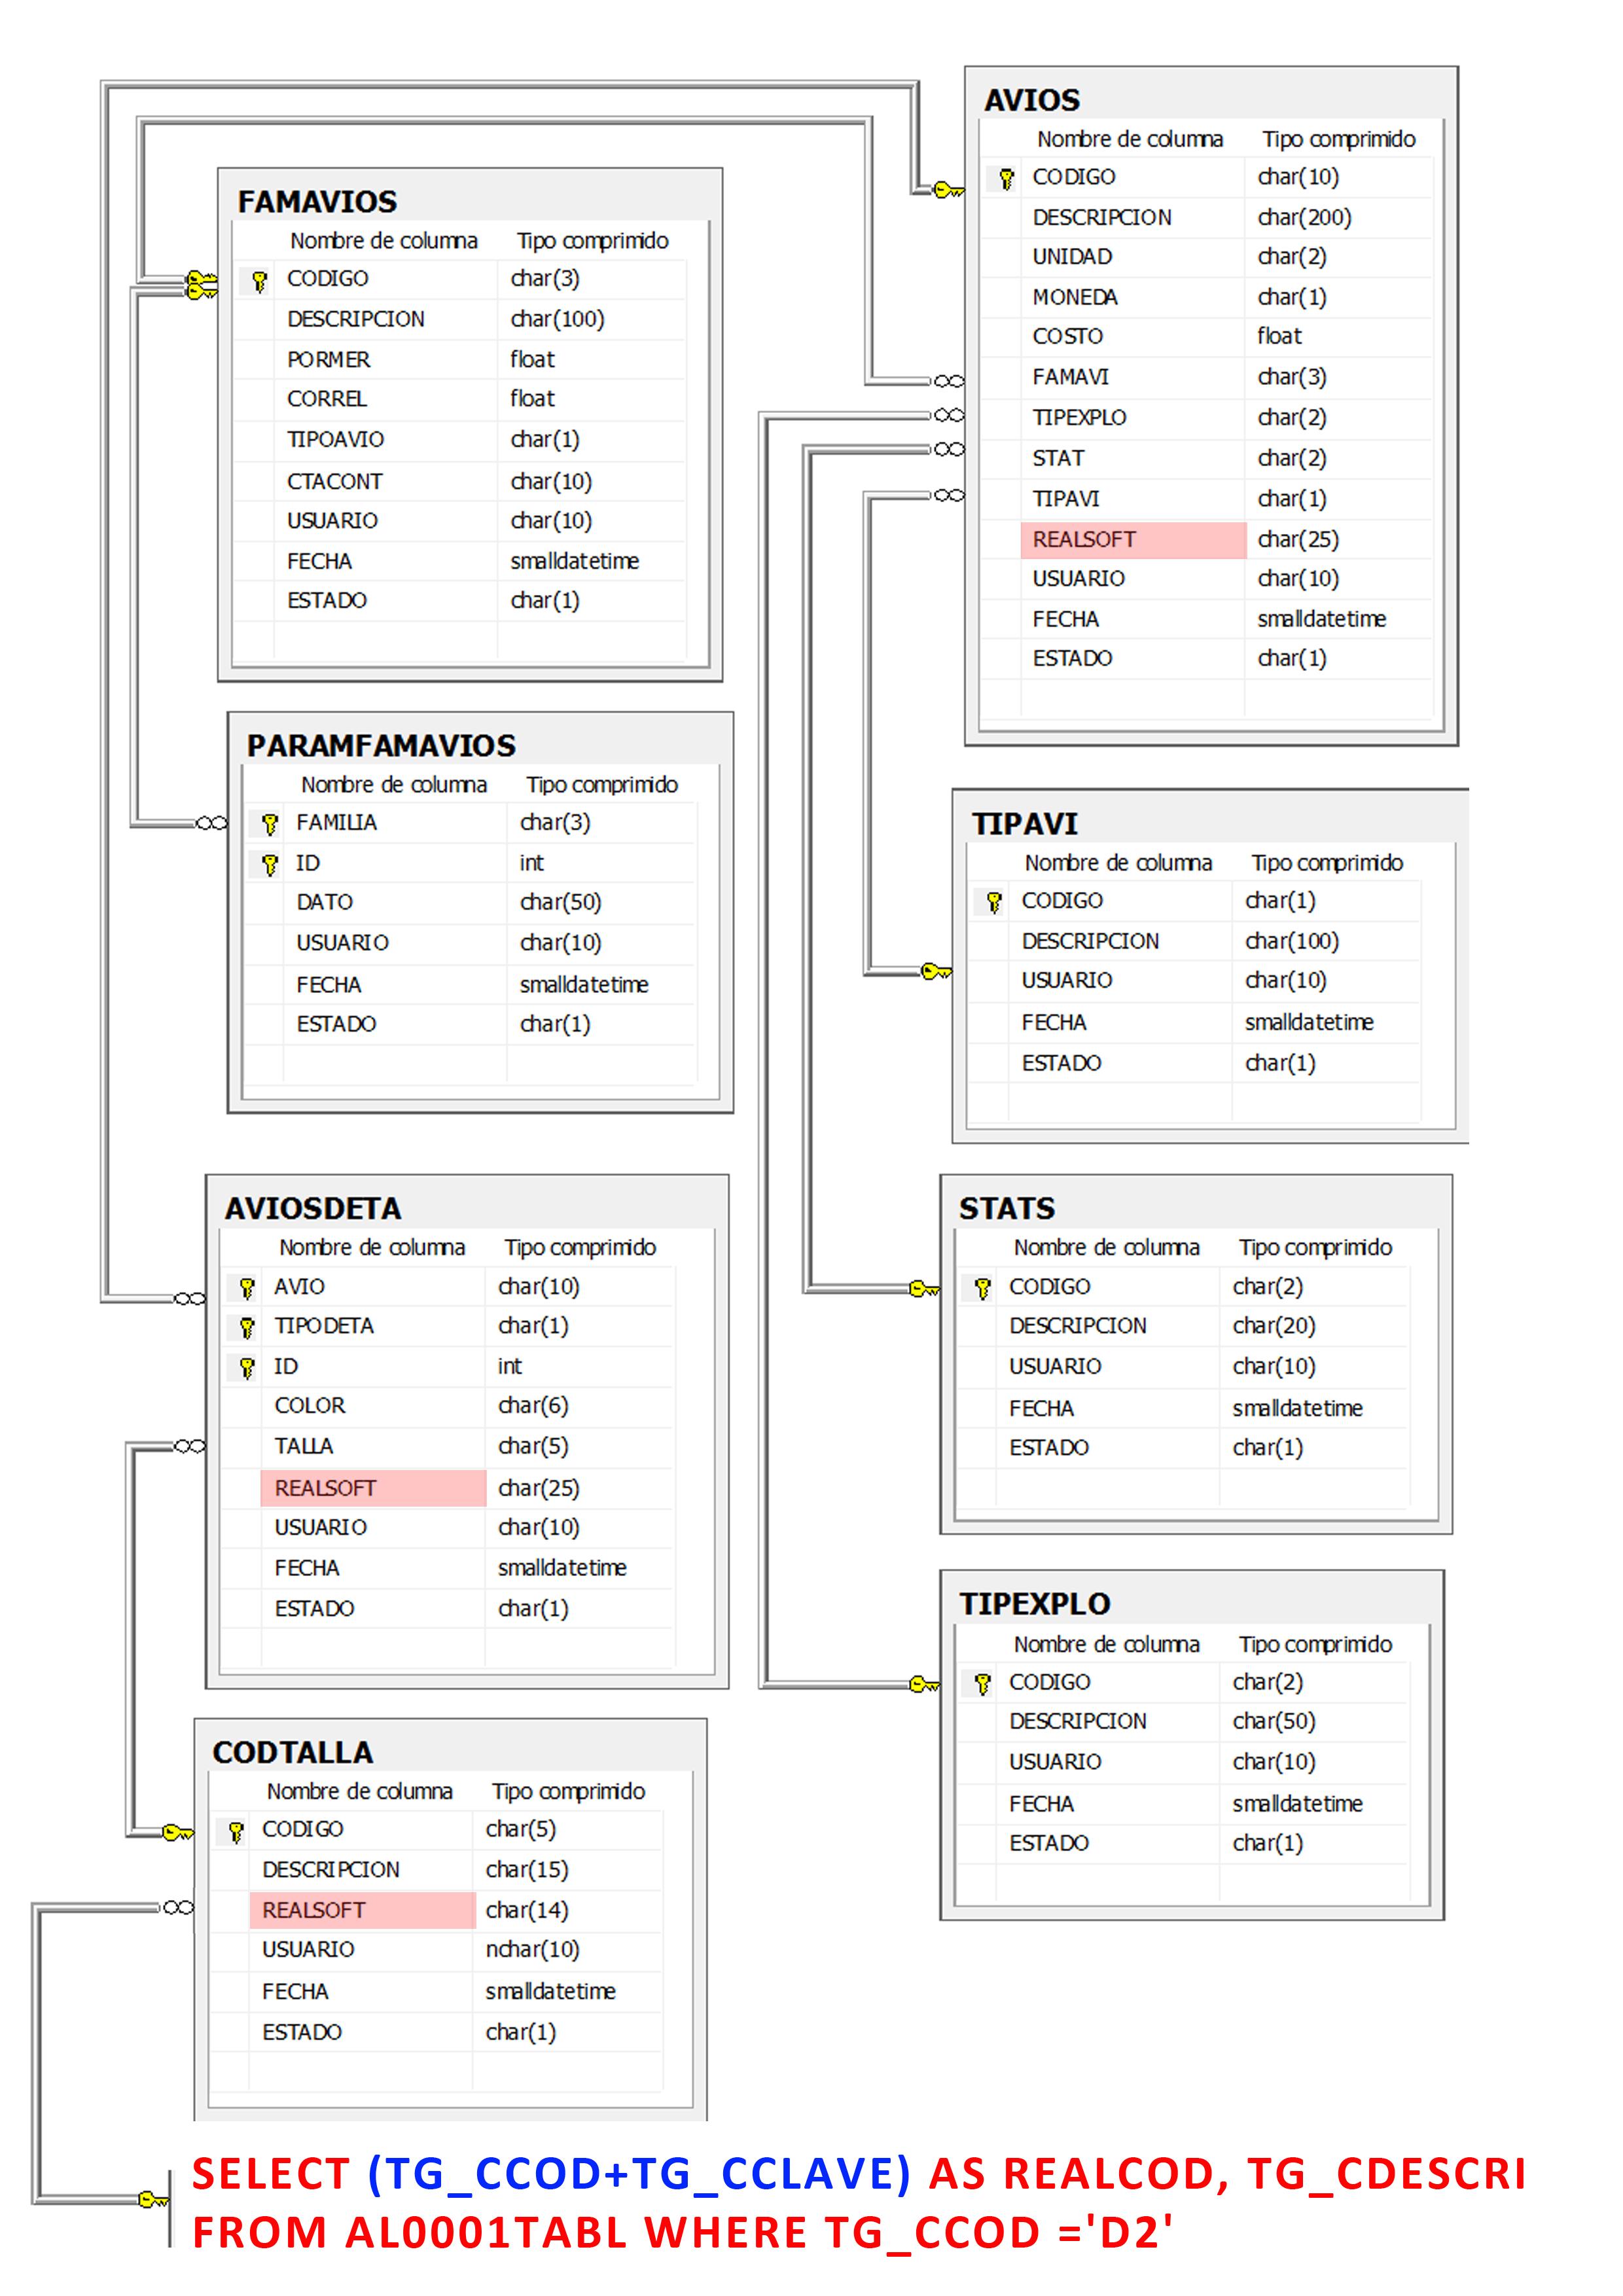 FAMAVIOS
Nombre de columna Tipo comprimido
CODIGO char(3)
DESCRIPCION char(100)
PORMER float
CORREL float
TIPOAVIO char(1)
CTACONT char(10)
USUARIO char(10)
FECHA smalldatetime
ESTADO char(1)
PARAMFAMAVIOS
Nombre de columna Tipo comprimido
FAMILIA char(3)
ID int
DATO char(50)
USUARIO char(10)
FECHA smalldatetime
ESTADO char(1)
AVIOSDETA
Nombre de columna Tipo comprimido
AVIO char(10)
TIPODETA char(1)
ID int
COLOR char(6)
TALLA char(5)
REALSOFT char(25)
USUARIO char(10)
FECHA smalldatetime
ESTADO char(1)
CODTALLA
Nombre de columna Tipo comprimido
CODIGO char(5)
DESCRIPCION char(15)
REALSOFT char(14)
USUARIO nchar(10)
FECHA smalldatetime
ESTADO char(1)
AVIOS
Nombre de columna Tipo comprimido
CODIGO char(10)
DESCRIPCION char(200)
UNIDAD char(2)
MONEDA char(1)
COSTO float
FAMAVI char(3)
TIPEXPLO char(2)
STAT char(2)
TIPAVI char(1)
REALSOFT char(25)
USUARIO char(10)
FECHA smalldatetime
ESTADO char(1)
TIPAVI
Nombre de columna Tipo comprimido
CODIGO char(1)
DESCRIPCION char(100)
USUARIO char(10)
FECHA smalldatetime
ESTADO char(1)
STATS
Nombre de columna Tipo comprimido
CODIGO char(2)
DESCRIPCION char(20)
USUARIO char(10)
FECHA smalldatetime
ESTADO char(1)
TIPEXPLO
Nombre de columna Tipo comprimido
CODIGO char(2)
DESCRIPCION char(50)
USUARIO char(10)
FECHA smalldatetime
ESTADO char(1)
SELECT (TG_CCOD+TG_CCLAVE) AS REALCOD, TG_CDESCRI
FROM AL0001TABL WHERE TG_CCOD ='D2'